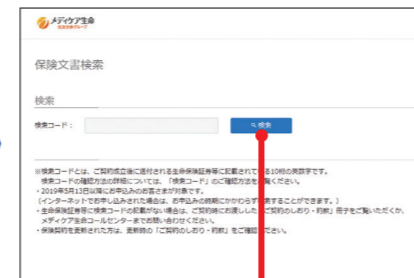 メディケア生命
住友生命グループ
保険文書検索
検索
検索コード：
検索
※検索コードとは、ご契約成立後に送付される生命保険証券等に記載されている10桁の英数字です。
検索コードの確認方法の詳細については、「検索コード」のご確認方法をご覧ください。
・2019年5月13日以降にお申込みのお客さまが対象です。
（インターネットでお申し込みされた場合は、お申込みの時期にかかわらず検索することができます。）
・生命保険証券等に検索コードの記載がない場合は、ご契約時にお渡しした「ご契約のしおり・約款」冊子をご覧いただくか、
メディケア生命コールセンターまでお問い合わせください。
・保険契約を更新された方は、更新時の「ご契約のしおり・約款」をご確認ください。